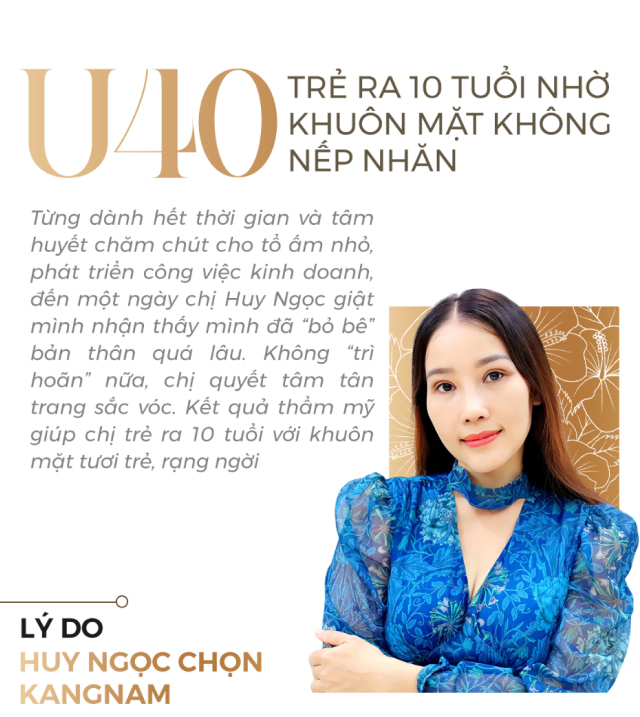 U40
TRẺ RA 10 TUỔI NHỜ
KHUÔN MẶT KHÔNG
NẾP NHĂN
Từng dành hết thời gian và tâm
huyết chăm chút cho tổ ấm nhỏ,
phát triển công việc kinh doanh,
đến một ngày chị Huy Ngọc giật
mình nhận thấy mình đã “bỏ bê”
bản thân quá lâu. Không “trì
hoãn” nữa, chị quyết tâm tân
trang sắc vóc. Kết quả thẩm mỹ
giúp chị trẻ ra 10 tuổi với khuôn
mặt tươi trẻ, rạng ngời
LÝ DO
HUY NGỌC CHỌN
KANGNAM